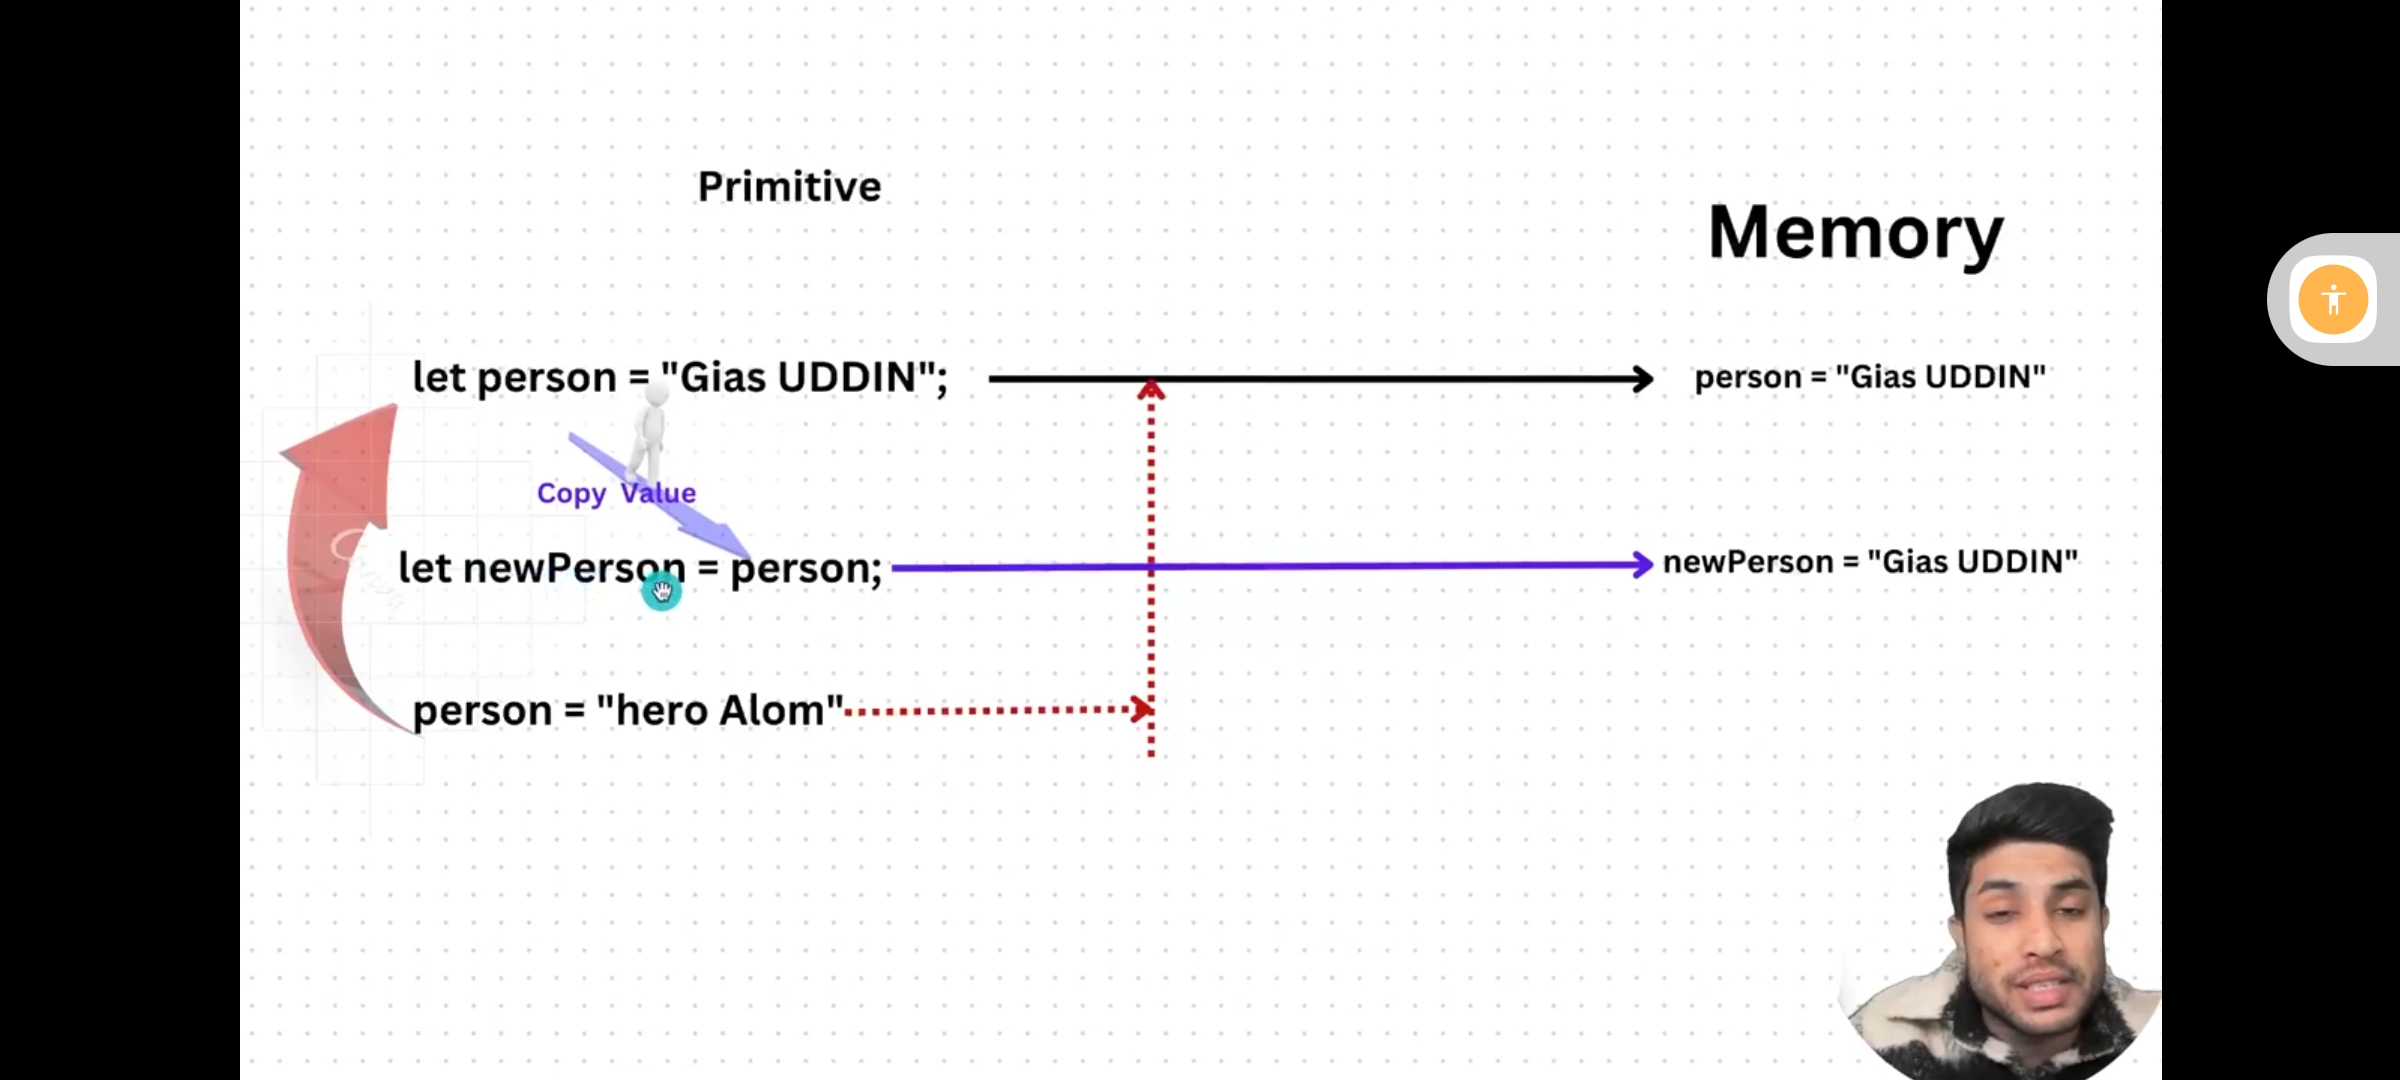 Primitive
Memory
let person = "Gias UDDIN";
person = "Gias UDDIN"
Copy Value
let newPerson = person;
newPerson = "Gias UDDIN"
person = "hero Alom"